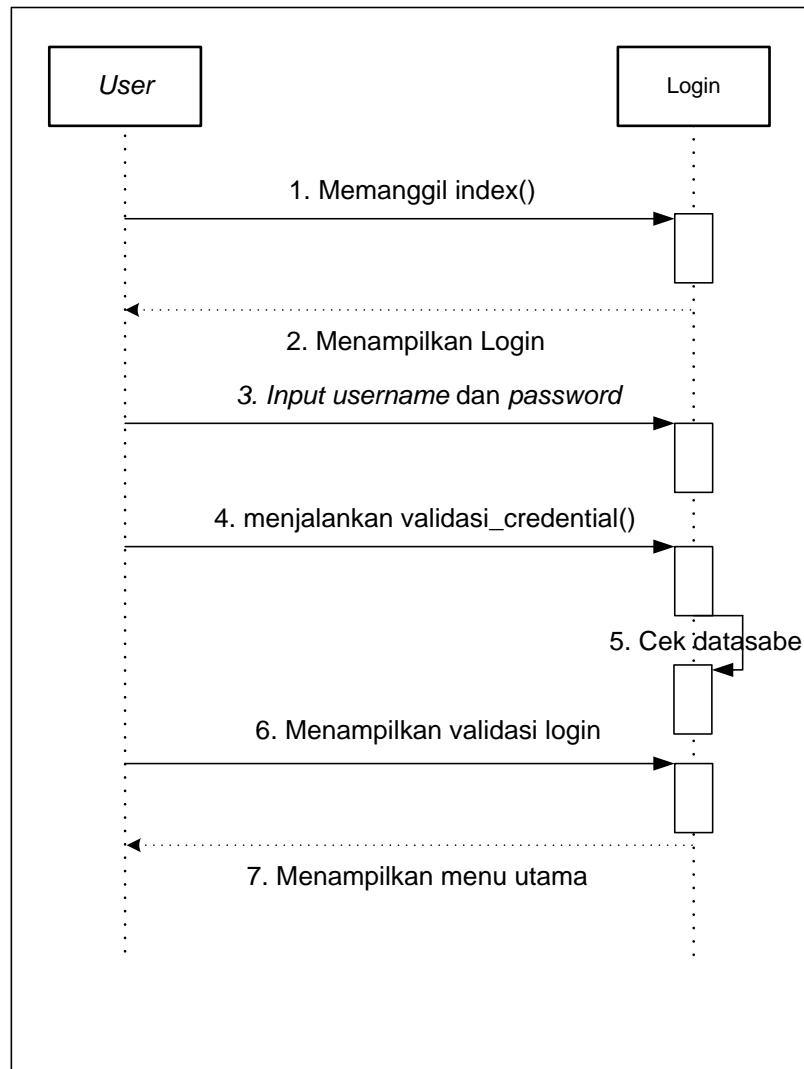 User
Login
1. Memanggil index()
2. Menampilkan Login
3. Input username dan password
4. menjalankan validasi_credential()
5. Cek datasabe
6. Menampilkan validasi login
7. Menampilkan menu utama